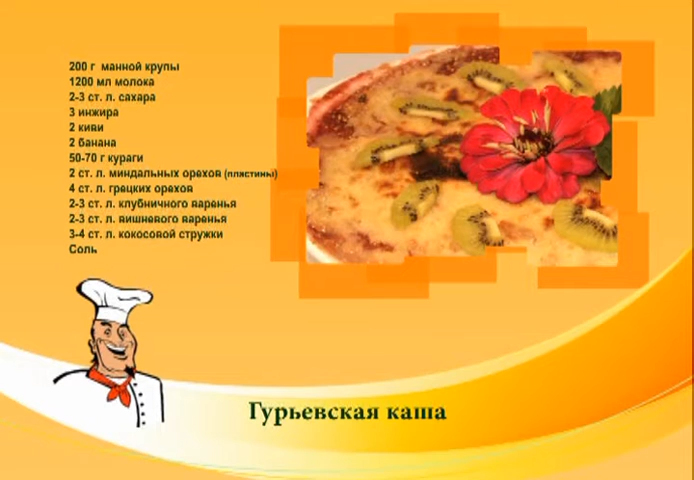 200 г манной крупы
1200 мл молока
2-3 ст. л. сахара
3 инжира
2 киви
2 банана
50-70 г кураги
2 ст. л. миндальных орехов (пластины)
4 ст. л. грецких орехов
2-3 ст. л. клубничного варенья
2-3 ст. л. вишневого варенья
3-4 ст. л. кокосовой стружки
Соль
Гурьевская каша